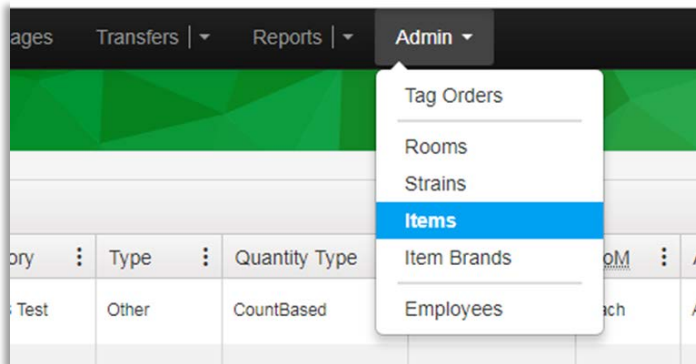 ages Transfers | Reports | Admin
Tag Orders
Rooms
Strains
Items
Item Brands
Employees
ory Type Quantity Type oM A
Test Other CountBased ach A